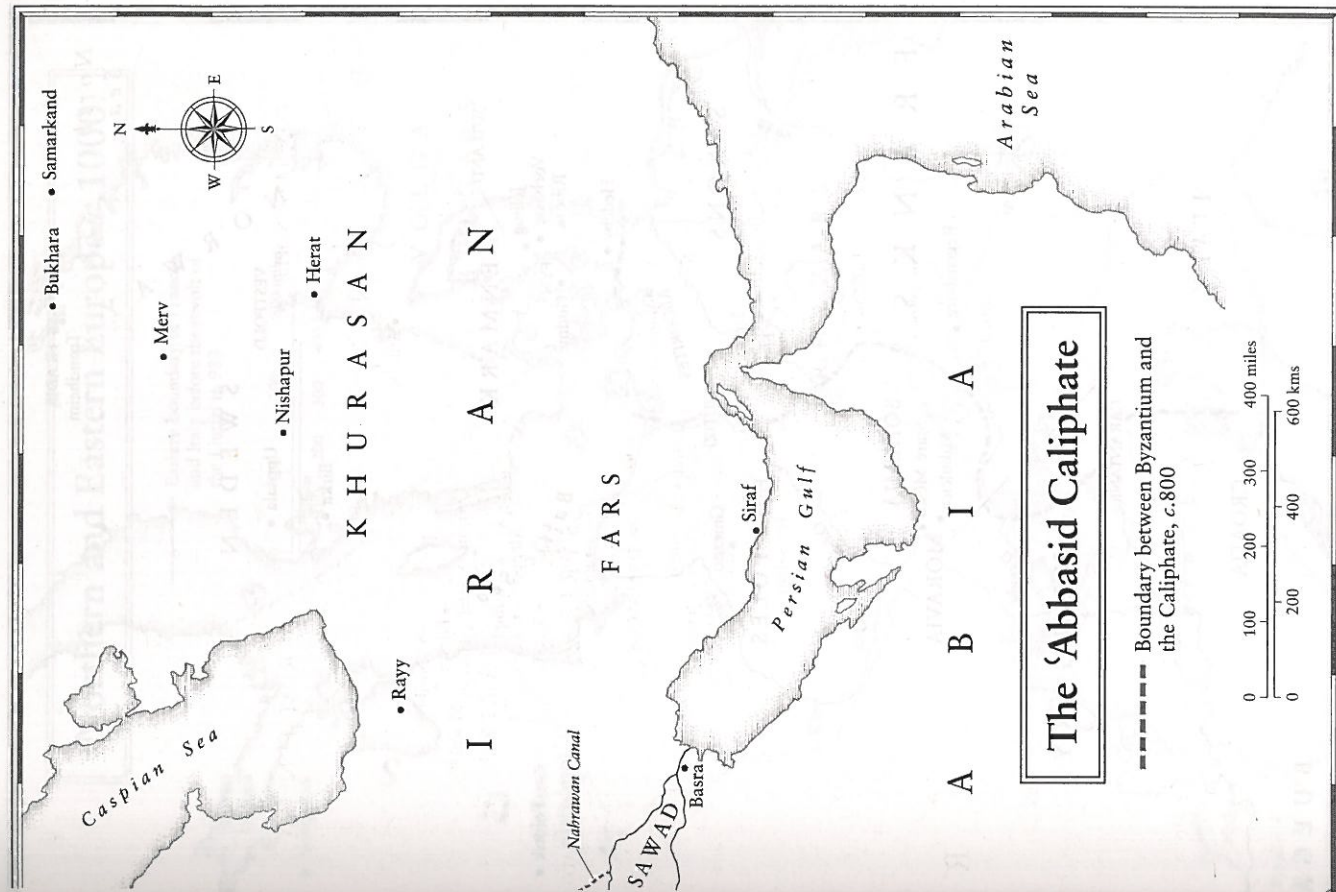 N
W
E
S
Bukhara
Samarkand
Merv
Nishapur
Herat
KHURASAN
Caspian Sea
Rayy
IRAN
FARS
Nahrawan Canal
SAWAD
Basra
Siraf
Persian Gulf
Arabian
Sea
ARABIA
The ‘Abbasid Caliphate
Boundary between Byzantium and
the Caliphate, c.800
0 100 200 300 400 miles
0 200 400 600 kms